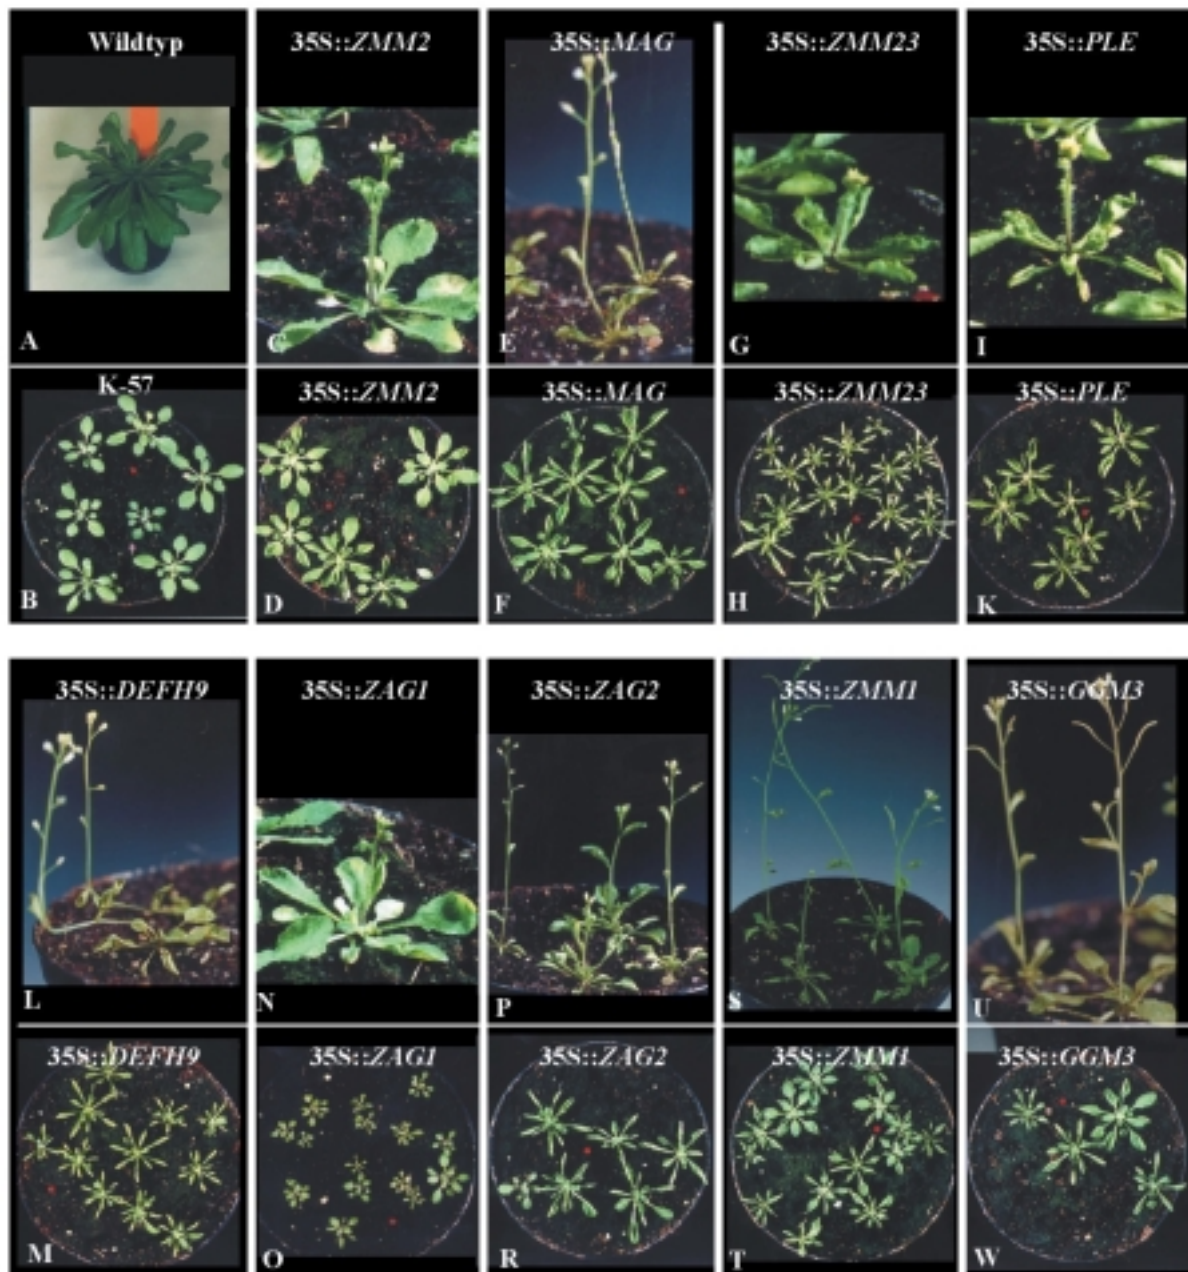 Wildtyp 35S::ZMM2 35S::MAG 35S::ZMM23 35S::PLE
A C E G I
K-57 35S::ZMM2 35S::MAG 35S::ZMM23 35S::PLE
B D F H K
35S::DEFH9 35S::ZAG1 35S::ZAG2 35S::ZMM1 35S::GGM3
L N P S U
35S::DEFH9 35S::ZAG1 35S::ZAG2 35S::ZMM1 35S::GGM3
M O R T W